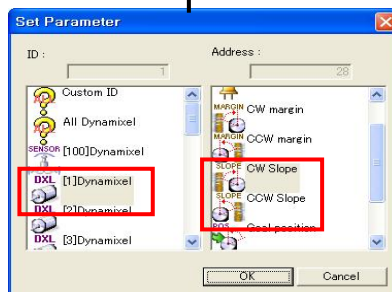 Set Parameter
ID :
Address :
1
28
Custom ID
All Dynamixel
SENSOR [100]Dynamixel
DXL [1]Dynamixel
DXL [2]Dynamixel
DXL [3]Dynamixel
MARGIN CW margin
MARGIN CCW margin
SLOPE CW Slope
SLOPE CCW Slope
POS Goal position
OK
Cancel